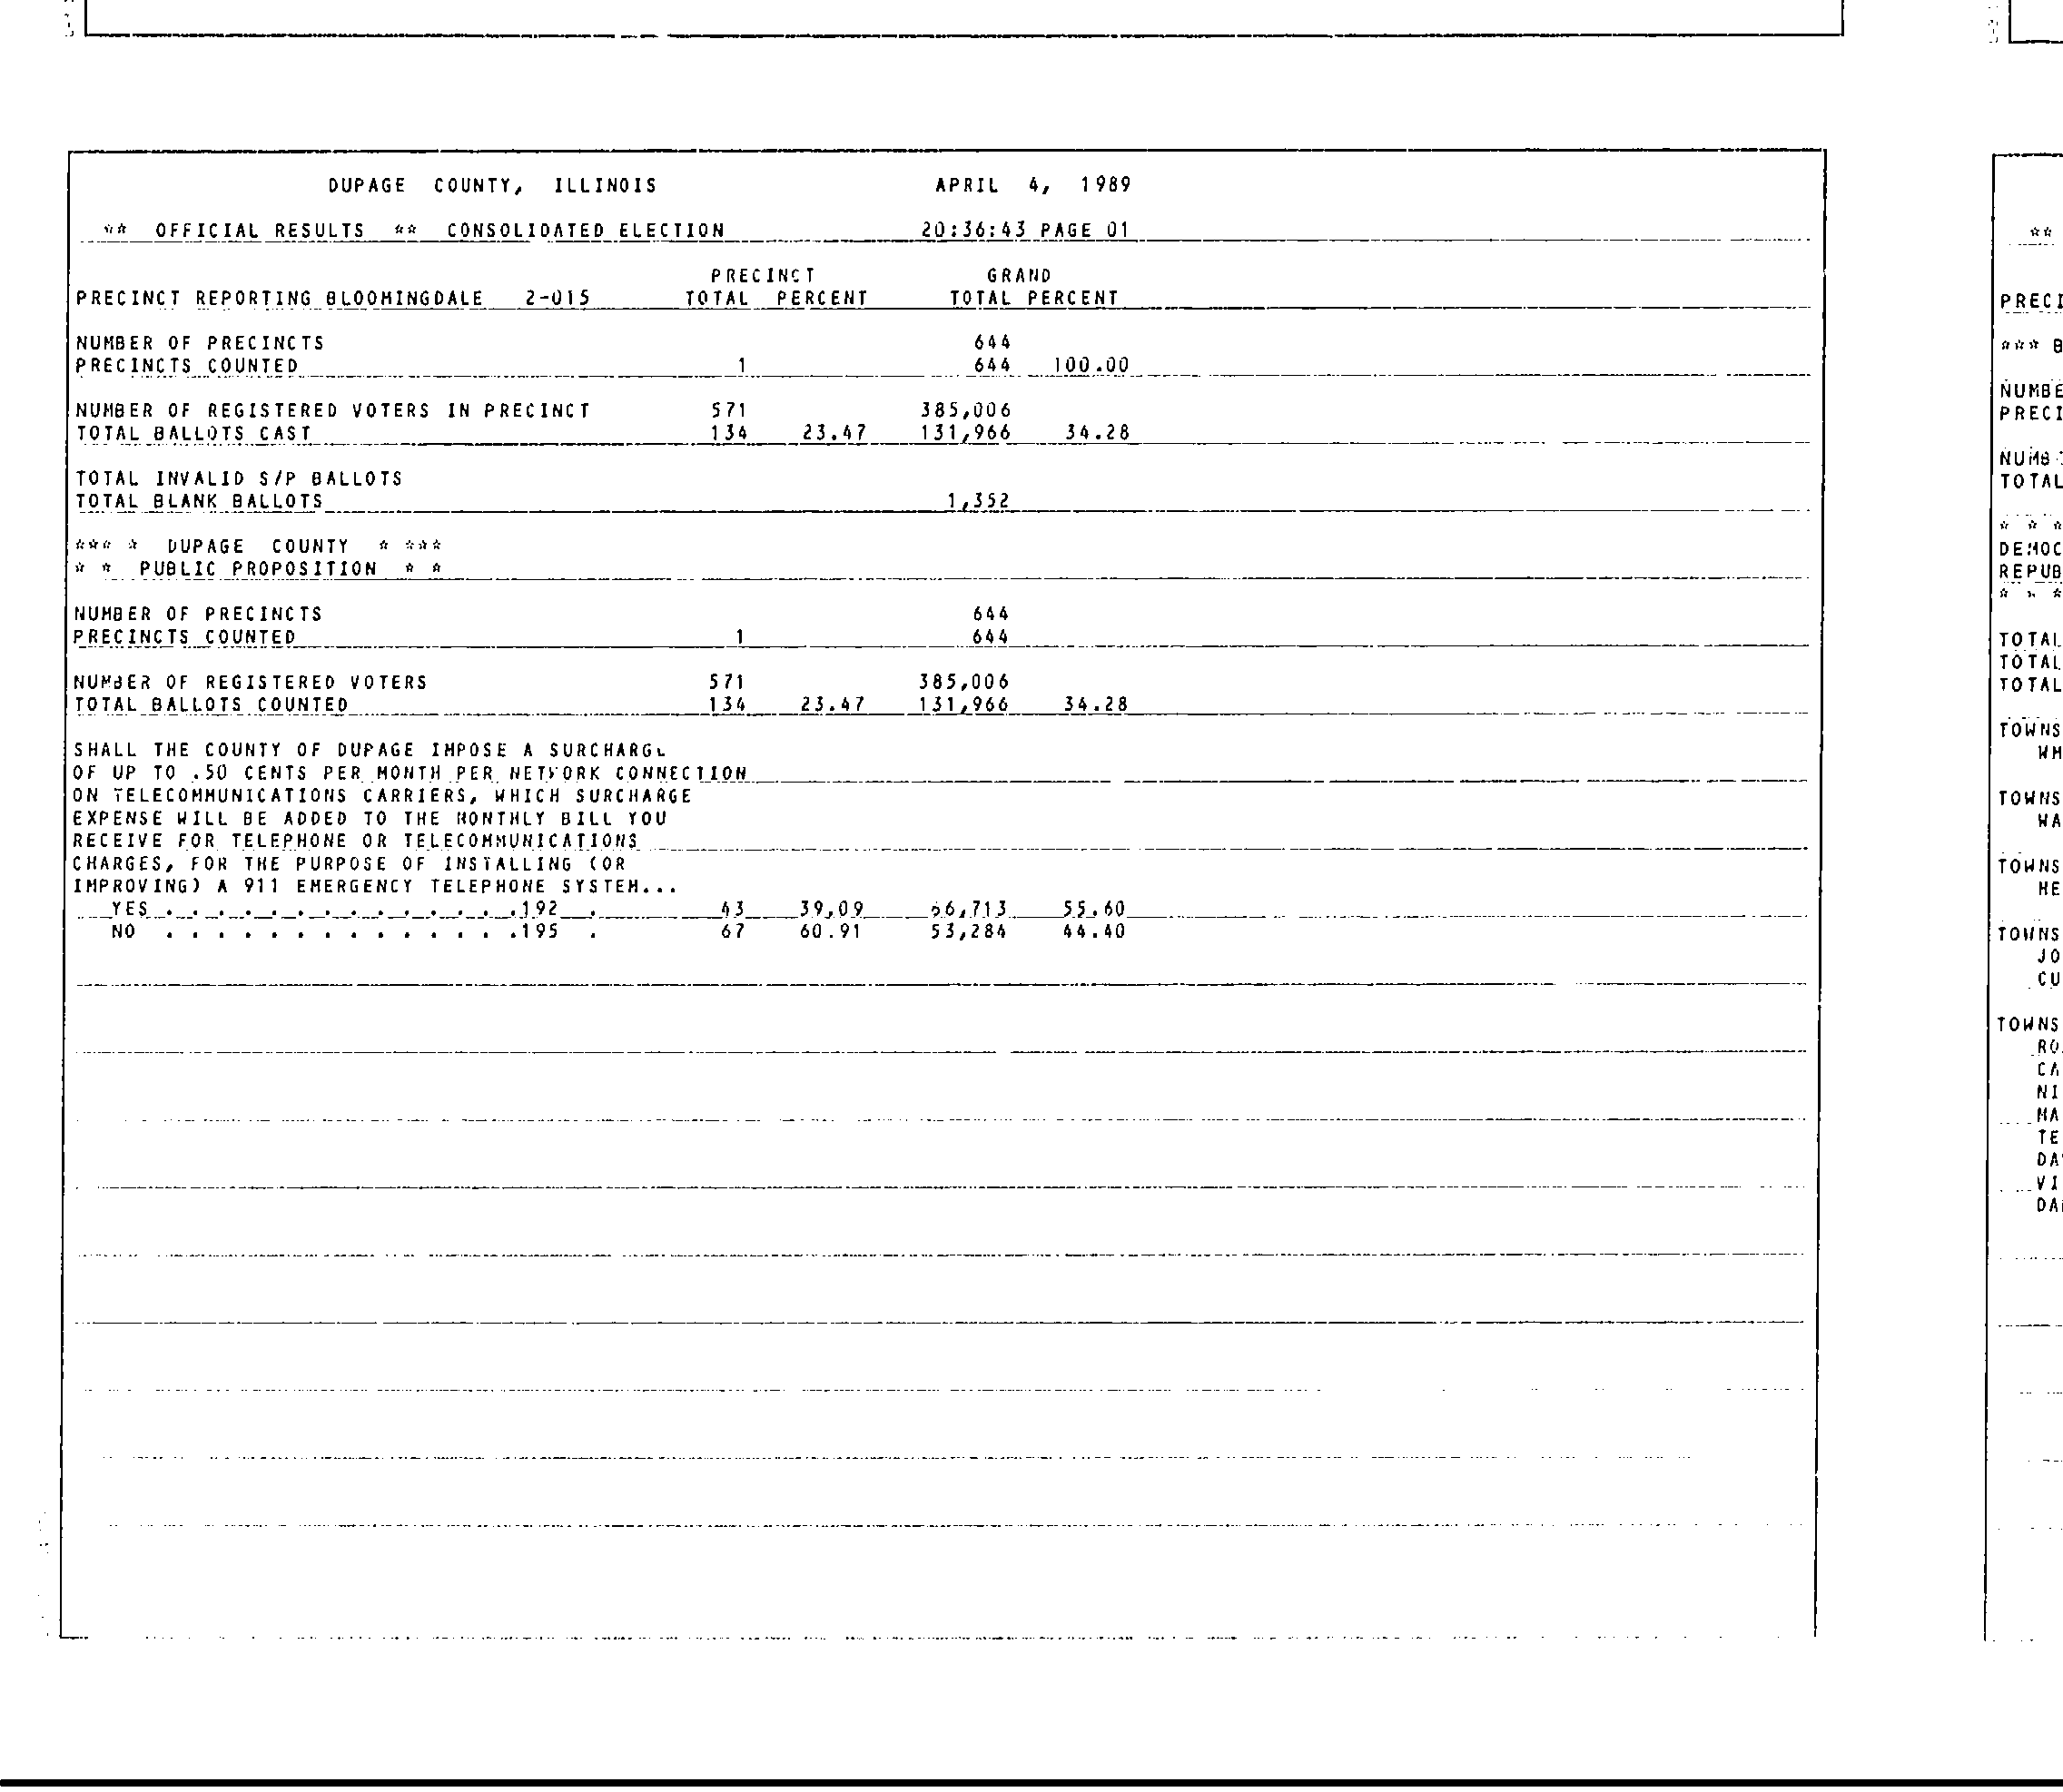 DUPAGE COUNTY, ILLINOIS APRIL 4, 1989
** OFFICIAL RESULTS ** CONSOLIDATED ELECTION 20:36:43 PAGE 01
PRECINCT GRAND
PRECINCT REPORTING BLOOMINGDALE 2-015 TOTAL PERCENT TOTAL PERCENT
NUMBER OF PRECINCTS 644
PRECINCTS COUNTED 1 644 100.00
NUMBER OF REGISTERED VOTERS IN PRECINCT 571 385,006
TOTAL BALLOTS CAST 134 23.47 131,966 34.28
TOTAL INVALID S/P BALLOTS
TOTAL BLANK BALLOTS 1,352
*** * DUPAGE COUNTY * ***
* * PUBLIC PROPOSITION * *
NUMBER OF PRECINCTS 644
PRECINCTS COUNTED 1 644
NUMBER OF REGISTERED VOTERS 571 385,006
TOTAL BALLOTS COUNTED 134 23.47 131,966 34.28
SHALL THE COUNTY OF DUPAGE IMPOSE A SURCHARGE
OF UP TO .50 CENTS PER MONTH PER NETWORK CONNECTION
ON TELECOMMUNICATIONS CARRIERS, WHICH SURCHARGE
EXPENSE WILL BE ADDED TO THE MONTHLY BILL YOU
RECEIVE FOR TELEPHONE OR TELECOMMUNICATIONS
CHARGES, FOR THE PURPOSE OF INSTALLING (OR
IMPROVING) A 911 EMERGENCY TELEPHONE SYSTEM...
YES . . . . . . . . . . . . . .192 . 43 39.09 66,713 55.60
NO . . . . . . . . . . . . . .195 . 67 60.91 53,284 44.40
**
PRECI
*** B
NUMBE
PRECI
NUMB
TOTAL
* * *
DEMOC
REPUB
* * *
TOTAL
TOTAL
TOTAL
TOWNS
WH
TOWNS
WA
TOWNS
HE
TOWNS
JO
CU
TOWNS
RO
CA
NI
MA
TE
DA
VI
DA